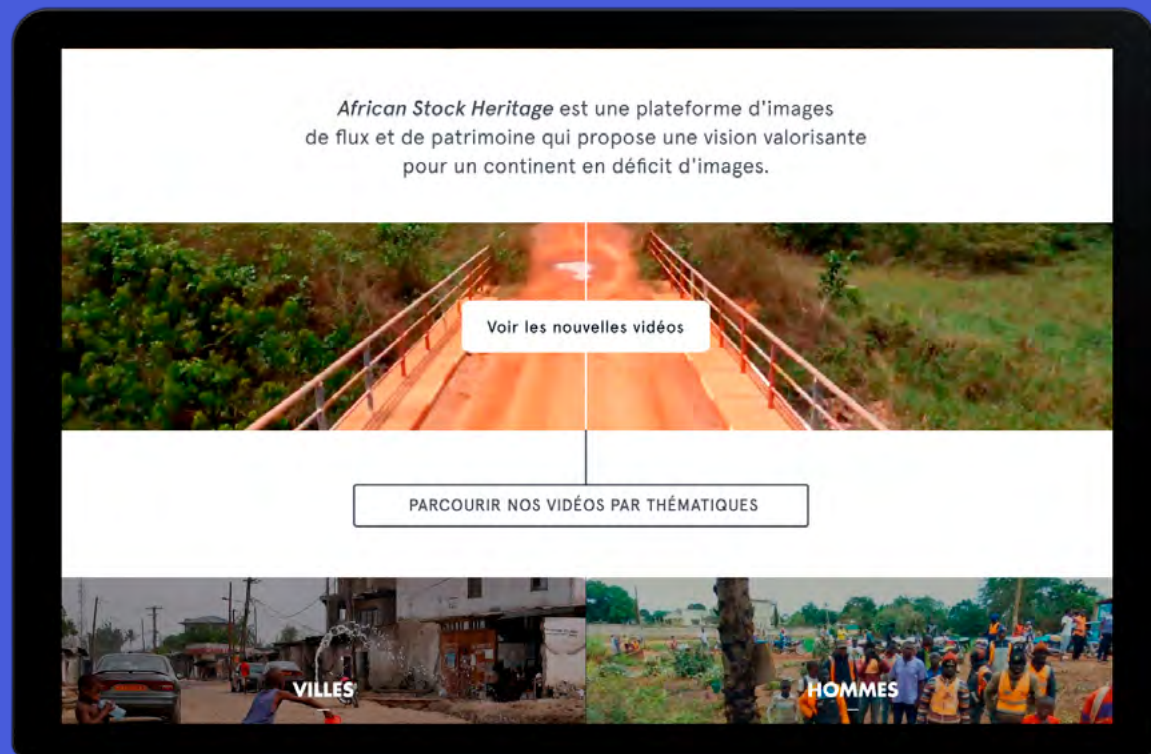 African Stock Heritage est une plateforme d'images
de flux et de patrimoine qui propose une vision valorisante
pour un continent en déficit d'images.
Voir les nouvelles vidéos
PARCOURIR NOS VIDÉOS PAR THÉMATIQUES
VILLES
HOMMES